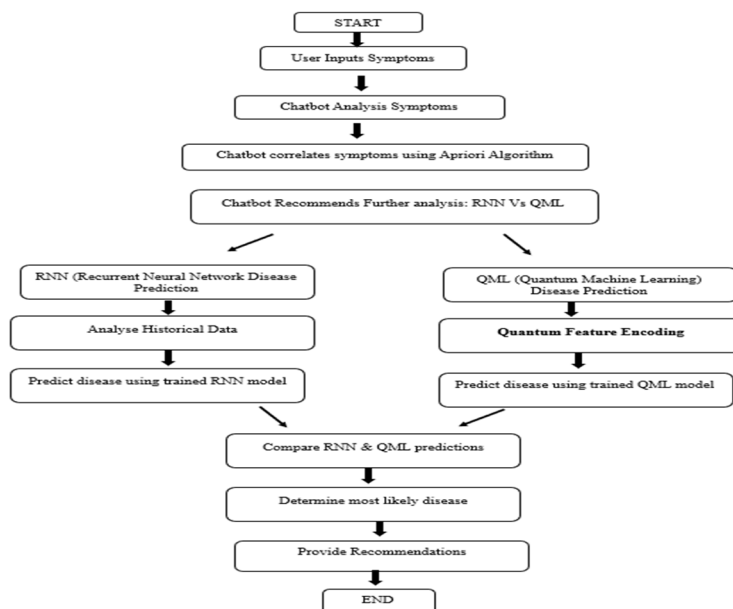 START
User Inputs Symptoms
Chatbot Analysis Symptoms
Chatbot correlates symptoms using Apriori Algorithm
Chatbot Recommends Further analysis: RNN Vs QML
RNN (Recurrent Neural Network Disease
Prediction
Analyse Historical Data
Predict disease using trained RNN model
QML (Quantum Machine Learning)
Disease Prediction
Quantum Feature Encoding
Predict disease using trained QML model
Compare RNN & QML predictions
Determine most likely disease
Provide Recommendations
END